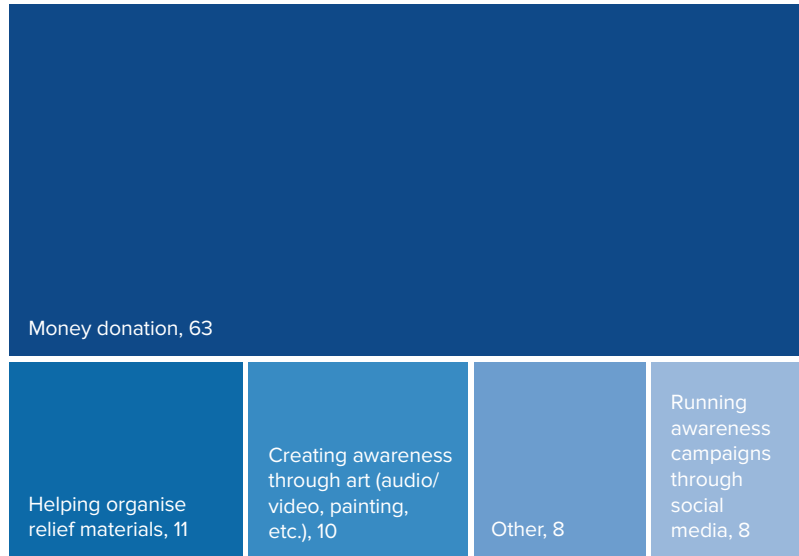 Money donation, 63
Helping organise
relief materials, 11
Creating awareness
through art (audio/
video, painting,
etc.), 10
Other, 8
Running
awareness
campaigns
through
social
media, 8